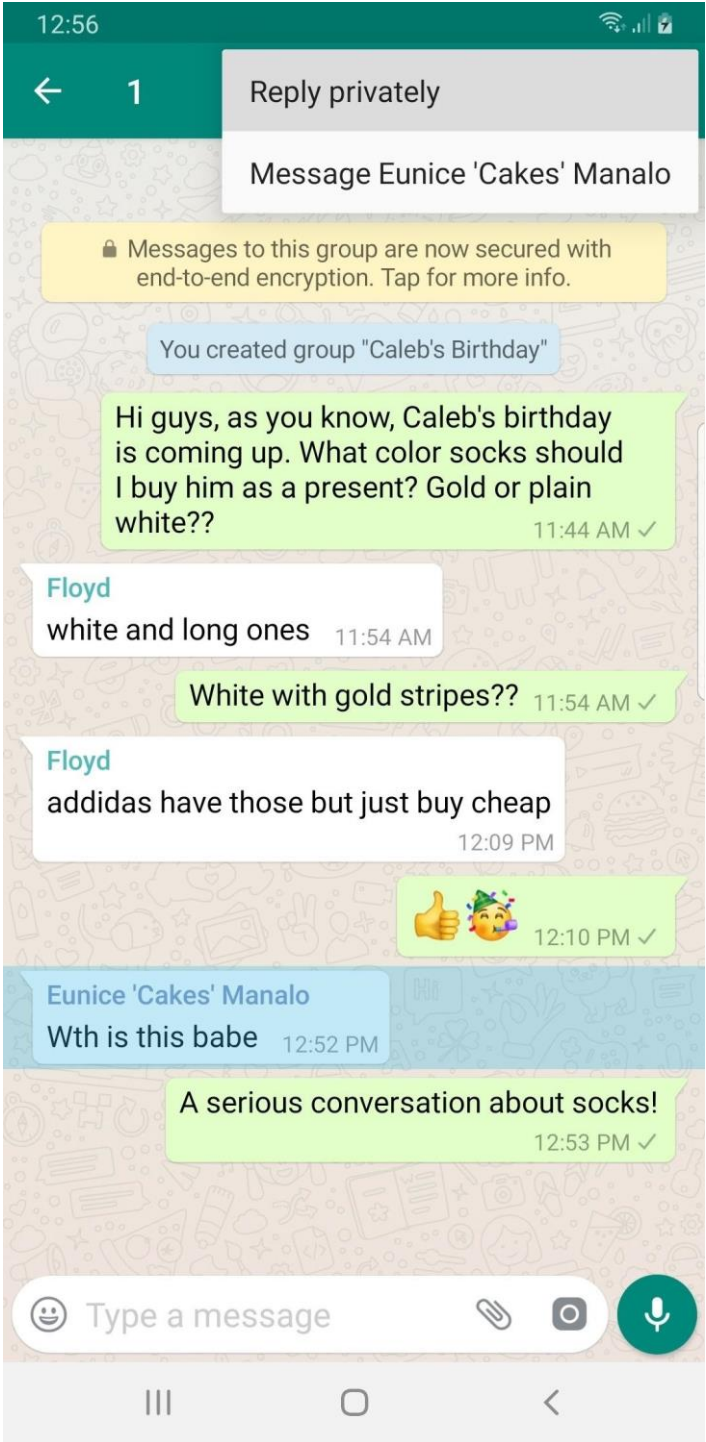 12:56
1
Reply privately
Message Eunice 'Cakes' Manalo
Messages to this group are now secured with
end-to-end encryption. Tap for more info.
You created group "Caleb's Birthday"
Hi guys, as you know, Caleb's birthday
is coming up. What color socks should
I buy him as a present? Gold or plain
white??
11:44 AM
Floyd
white and long ones 11:54 AM
White with gold stripes?? 11:54 AM
Floyd
addidas have those but just buy cheap
12:09 PM
12:10 PM
Eunice 'Cakes' Manalo
Wth is this babe 12:52 PM
A serious conversation about socks!
12:53 PM
Type a message